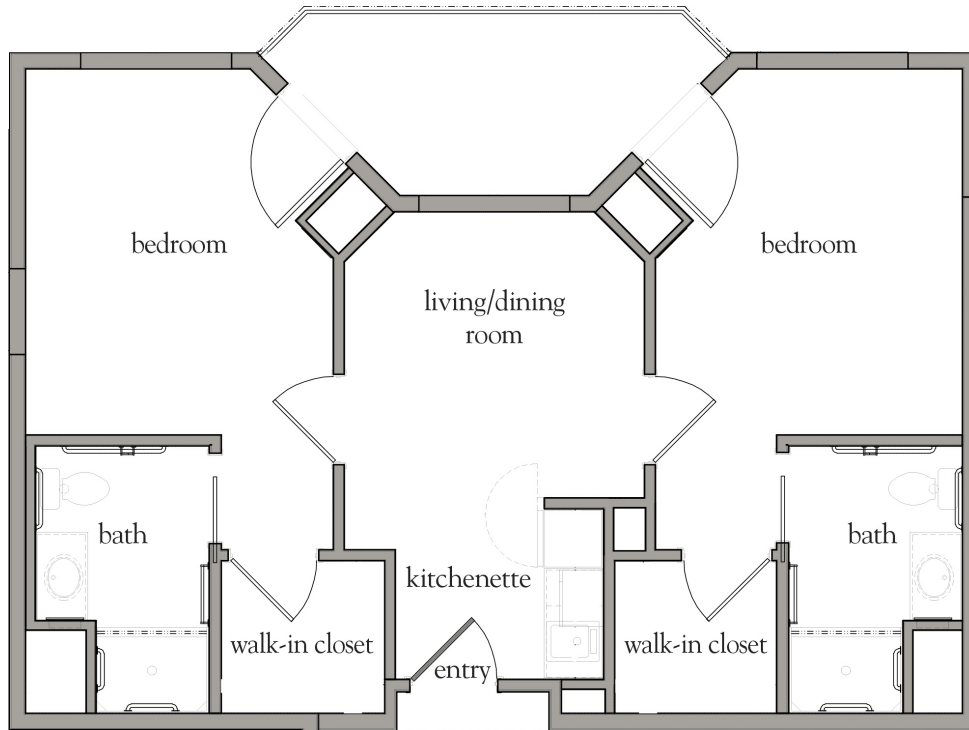 bedroom
bedroom
living/dining
room
bath
bath
kitchenette
walk-in closet
walk-in closet
entry